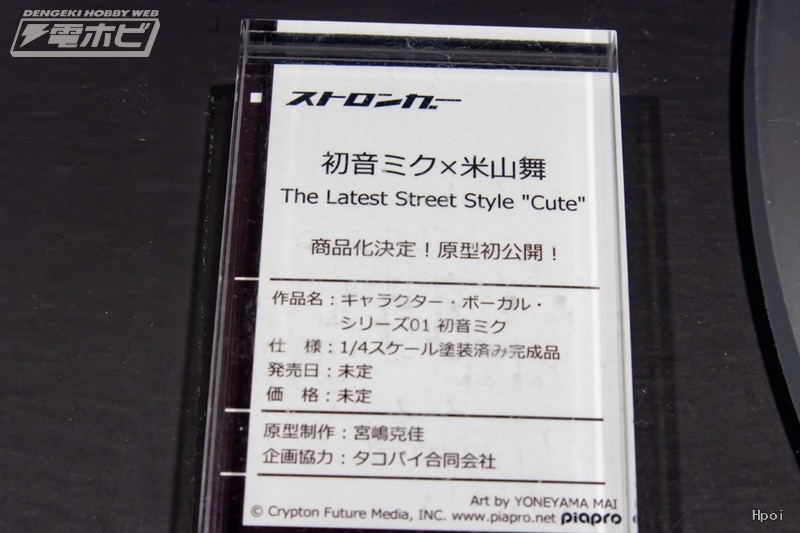 DENGEKI HOBBY WEB
電ホビ
ストロンガー
初音ミク×米山舞
The Latest Street Style "Cute"
商品化決定！原型初公開！
作品名：キャラクター・ボーカル・
シリーズ01 初音ミク
仕　様：1/4スケール塗装済み完成品
発売日：未定
価　格：未定
原型制作：宮嶋克佳
企画協力：タコバイ合同会社
Art by YONEYAMA MAI
© Crypton Future Media, INC. www.piapro.net piapro
Hpoi